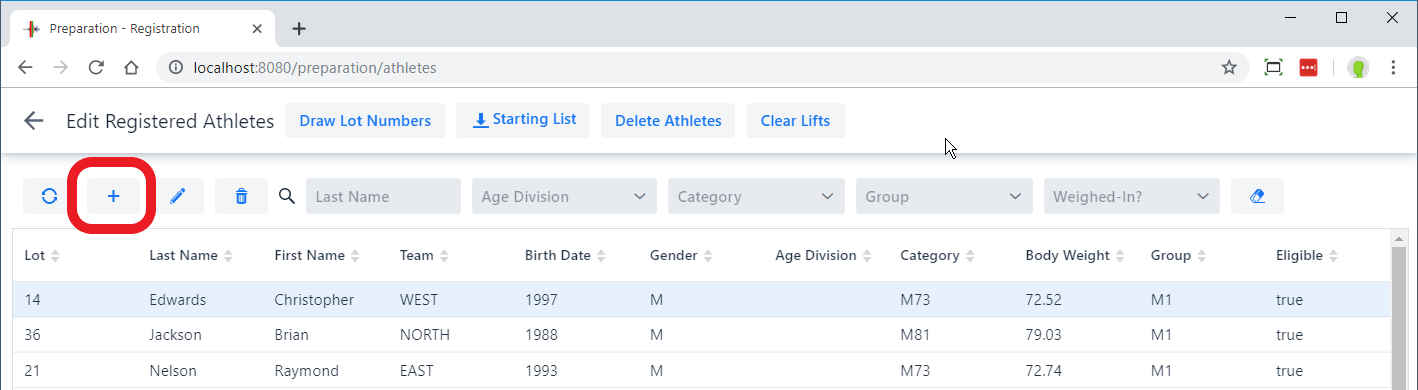 Preparation - Registration
localhost:8080/preparation/athletes
Edit Registered Athletes Draw Lot Numbers Starting List Delete Athletes Clear Lifts
Last Name Age Division Category Group Weighed-In?
Lot Last Name First Name Team Birth Date Gender Age Division Category Body Weight Group Eligible
14 Edwards Christopher WEST 1997 M M73 72.52 M1 true
36 Jackson Brian NORTH 1988 M M81 79.03 M1 true
21 Nelson Raymond EAST 1993 M M73 72.74 M1 true